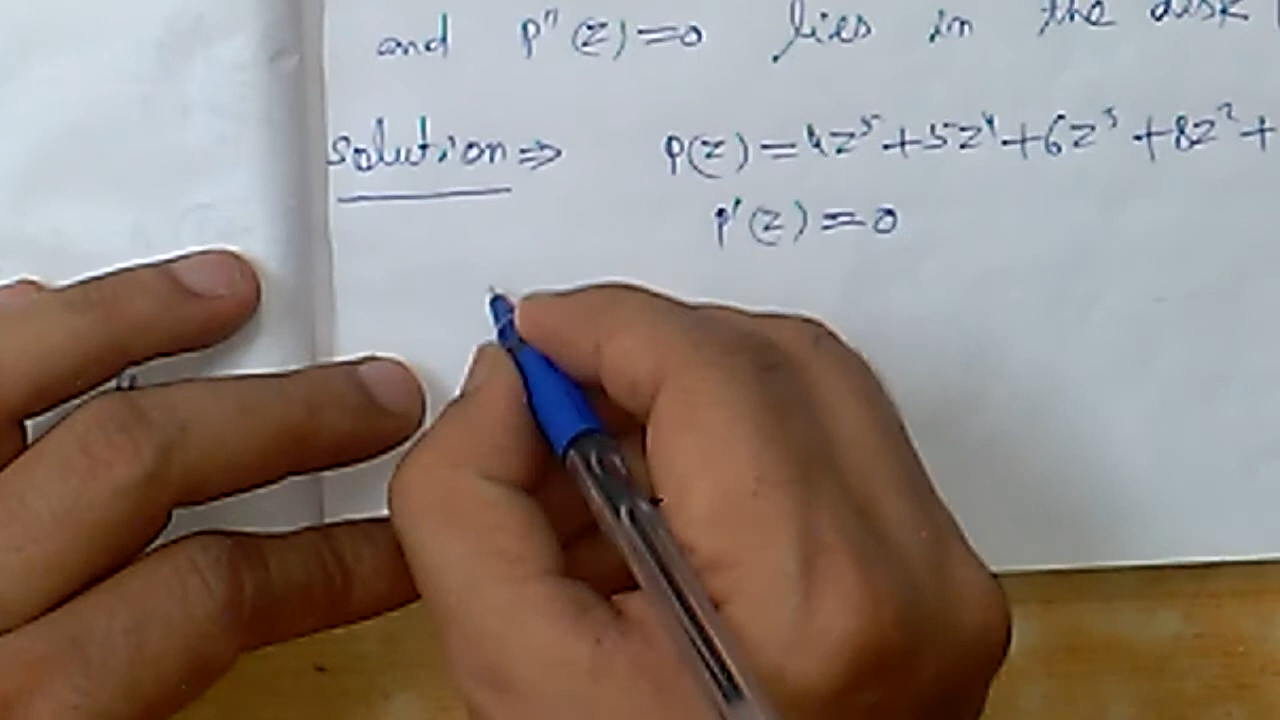 and p''(z)=0 lies in the disk
solution⇒ p(z)=4z⁵+5z⁴+6z³+8z²+
p'(z)=0